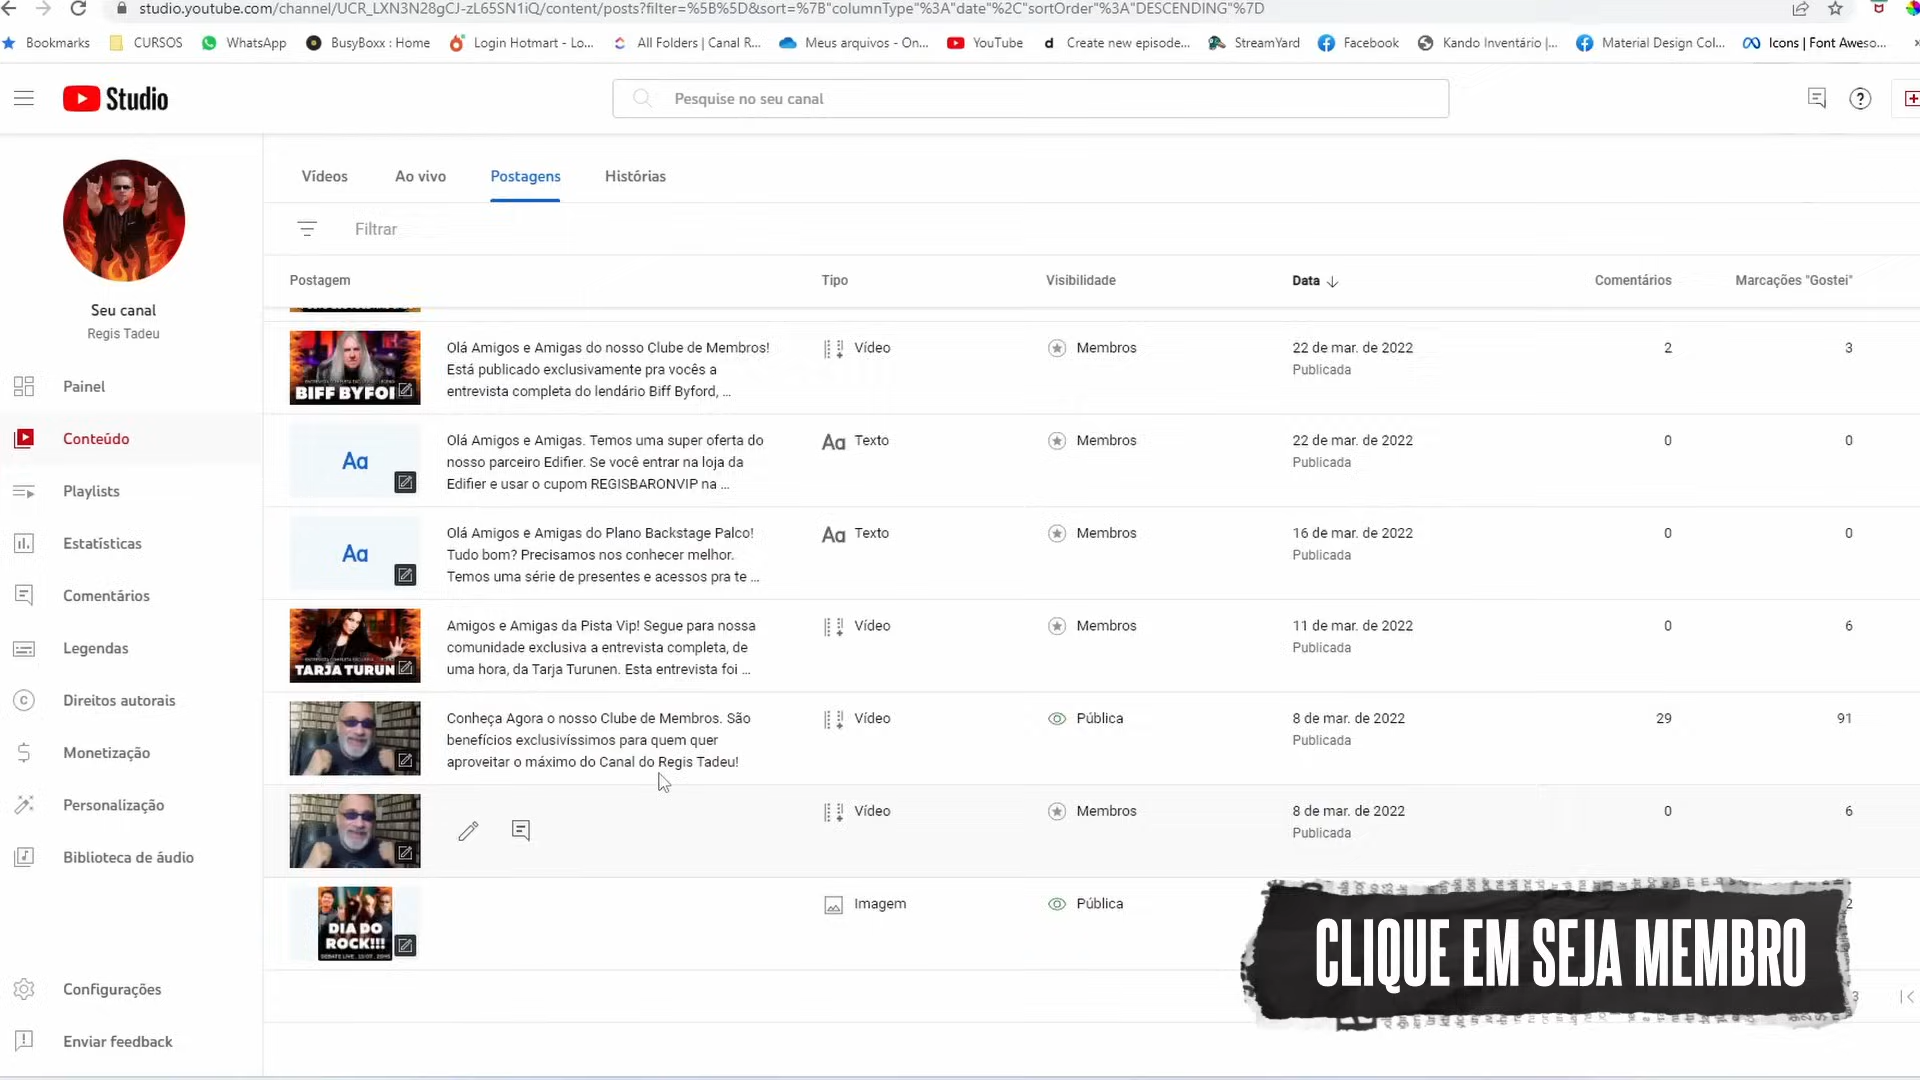 studio.youtube.com/channel/UCR_LXN3N28gCJ-zL65SN1iQ/content/posts?filter=%5B%5D&sort=%7B"columnType"%3A"date"%2C"sortOrder"%3A"DESCENDING"%7D
Bookmarks CURSOS WhatsApp BusyBoxx : Home Login Hotmart - Lo... All Folders | Canal R... Meus arquivos - On... YouTube Create new episode... StreamYard Facebook Kando Inventário |... Material Design Col... Icons | Font Aweso...
Studio
Pesquise no seu canal
Vídeos Ao vivo Postagens Histórias
Filtrar
Postagem Tipo Visibilidade Data Comentários Marcações "Gostei"
Seu canal
Regis Tadeu
Painel
Conteúdo
Playlists
Estatísticas
Comentários
Legendas
Direitos autorais
Monetização
Personalização
Biblioteca de áudio
Configurações
Enviar feedback
BIFF BYFOR
Olá Amigos e Amigas do nosso Clube de Membros! Vídeo Membros 22 de mar. de 2022 2 3
Está publicado exclusivamente pra vocês a Publicada
entrevista completa do lendário Biff Byford, ...
Aa
Olá Amigos e Amigas. Temos uma super oferta do Aa Texto Membros 22 de mar. de 2022 0 0
nosso parceiro Edifier. Se você entrar na loja da Publicada
Edifier e usar o cupom REGISBARONVIP na ...
Aa
Olá Amigos e Amigas do Plano Backstage Palco! Aa Texto Membros 16 de mar. de 2022 0 0
Tudo bom? Precisamos nos conhecer melhor. Publicada
Temos uma série de presentes e acessos pra te ...
TARJA TURUN
Amigos e Amigas da Pista Vip! Segue para nossa Vídeo Membros 11 de mar. de 2022 0 6
comunidade exclusiva a entrevista completa, de Publicada
uma hora, da Tarja Turunen. Esta entrevista foi ...
Conheça Agora o nosso Clube de Membros. São Vídeo Pública 8 de mar. de 2022 29 91
benefícios exclusivíssimos para quem quer Publicada
aproveitar o máximo do Canal do Regis Tadeu!
Vídeo Membros 8 de mar. de 2022 0 6
Publicada
DIA DO
ROCK!!!
DEBATE LIVE
Imagem Pública 2
CLIQUE EM SEJA MEMBRO
3